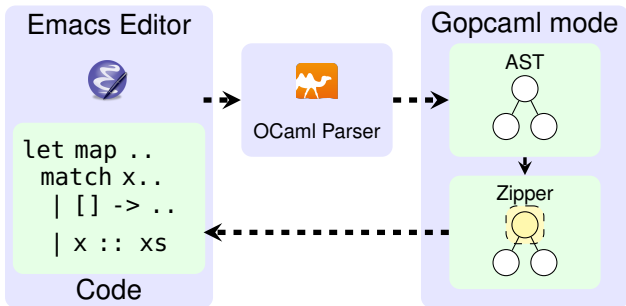 Emacs Editor
let map ..
match x..
| [] -> ..
| x :: xs
Code
OCaml Parser
Gopcaml mode
AST
Zipper